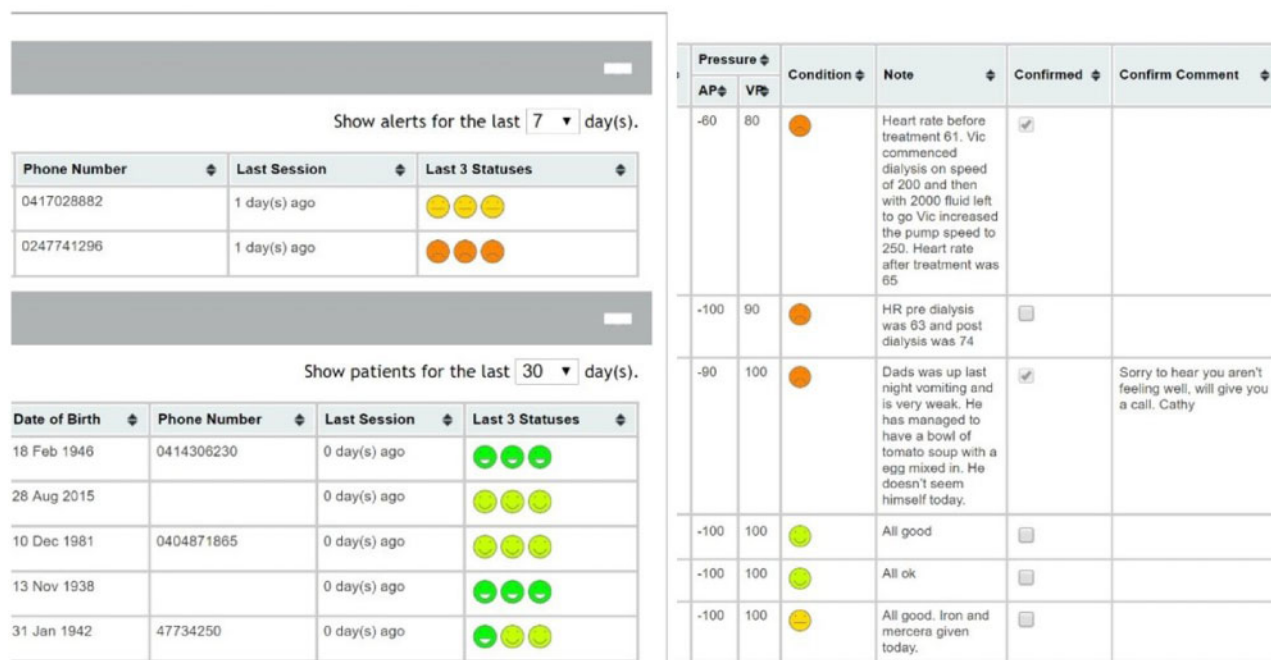 Show alerts for the last 7 day(s).
Phone Number Last Session Last 3 Statuses
0417028882 1 day(s) ago
0247741296 1 day(s) ago
Show patients for the last 30 day(s).
Date of Birth Phone Number Last Session Last 3 Statuses
18 Feb 1946 0414306230 0 day(s) ago
28 Aug 2015 0 day(s) ago
10 Dec 1981 0404871865 0 day(s) ago
13 Nov 1938 0 day(s) ago
31 Jan 1942 47734250 0 day(s) ago
Pressure
Condition Note Confirmed Confirm Comment
AP VP
-60 80 Heart rate before
treatment 61. Vic
commenced
dialysis on speed
of 200 and then
with 2000 fluid left
to go Vic increased
the pump speed to
250. Heart rate
after treatment was
65
-100 90 HR pre dialysis
was 63 and post
dialysis was 74
-90 100 Dads was up last Sorry to hear you aren't
night vomiting and feeling well, will give you
is very weak. He a call. Cathy
has managed to
have a bowl of
tomato soup with a
egg mixed in. He
doesn't seem
himself today.
-100 100 All good
-100 100 All ok
-100 100 All good. Iron and
mercera given
today.